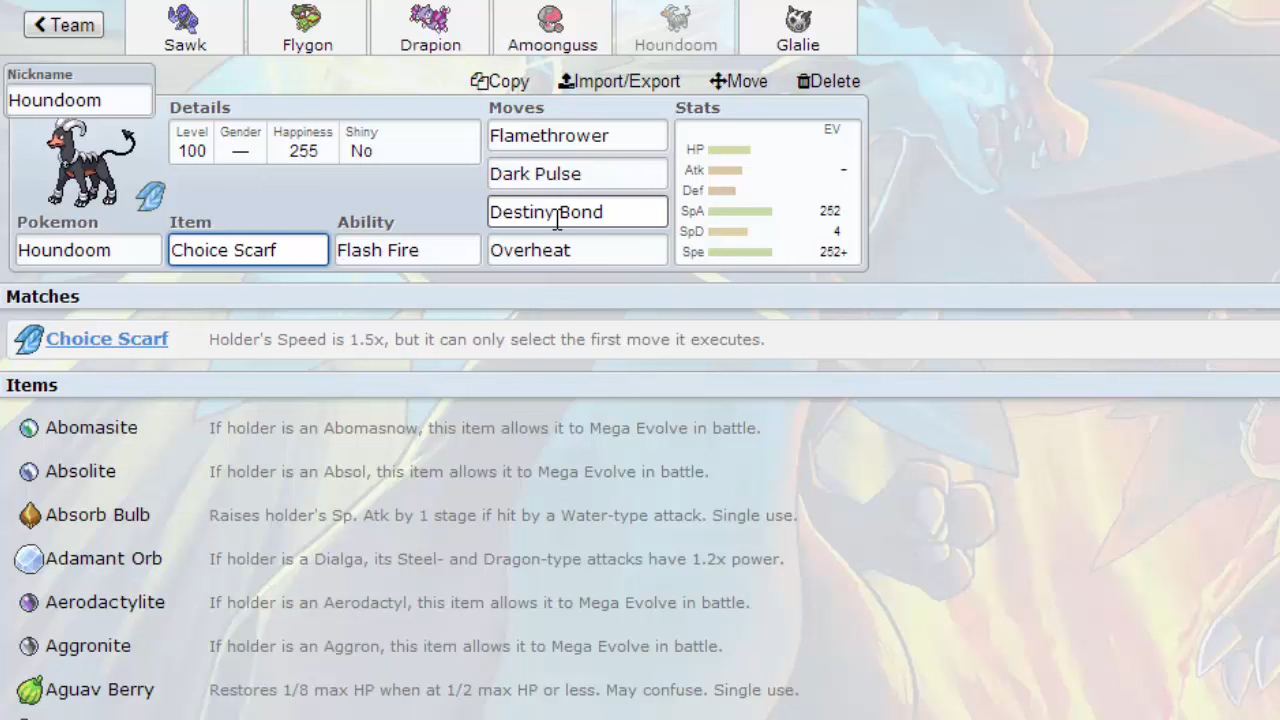 Team
Sawk
Flygon
Drapion
Amoonguss
Houndoom
Glalie
Nickname
Houndoom
Copy
Import/Export
Move
Delete
Details
Moves
Stats
Level
Gender
Happiness
Shiny
100
—
255
No
Pokemon
Houndoom
Item
Choice Scarf
Ability
Flash Fire
Flamethrower
Dark Pulse
Destiny Bond
Overheat
EV
HP
Atk -
Def
SpA 252
SpD 4
Spe 252+
Matches
Choice Scarf Holder's Speed is 1.5x, but it can only select the first move it executes.
Items
Abomasite If holder is an Abomasnow, this item allows it to Mega Evolve in battle.
Absolite If holder is an Absol, this item allows it to Mega Evolve in battle.
Absorb Bulb Raises holder's Sp. Atk by 1 stage if hit by a Water-type attack. Single use.
Adamant Orb If holder is a Dialga, its Steel- and Dragon-type attacks have 1.2x power.
Aerodactylite If holder is an Aerodactyl, this item allows it to Mega Evolve in battle.
Aggronite If holder is an Aggron, this item allows it to Mega Evolve in battle.
Aguav Berry Restores 1/8 max HP when at 1/2 max HP or less. May confuse. Single use.